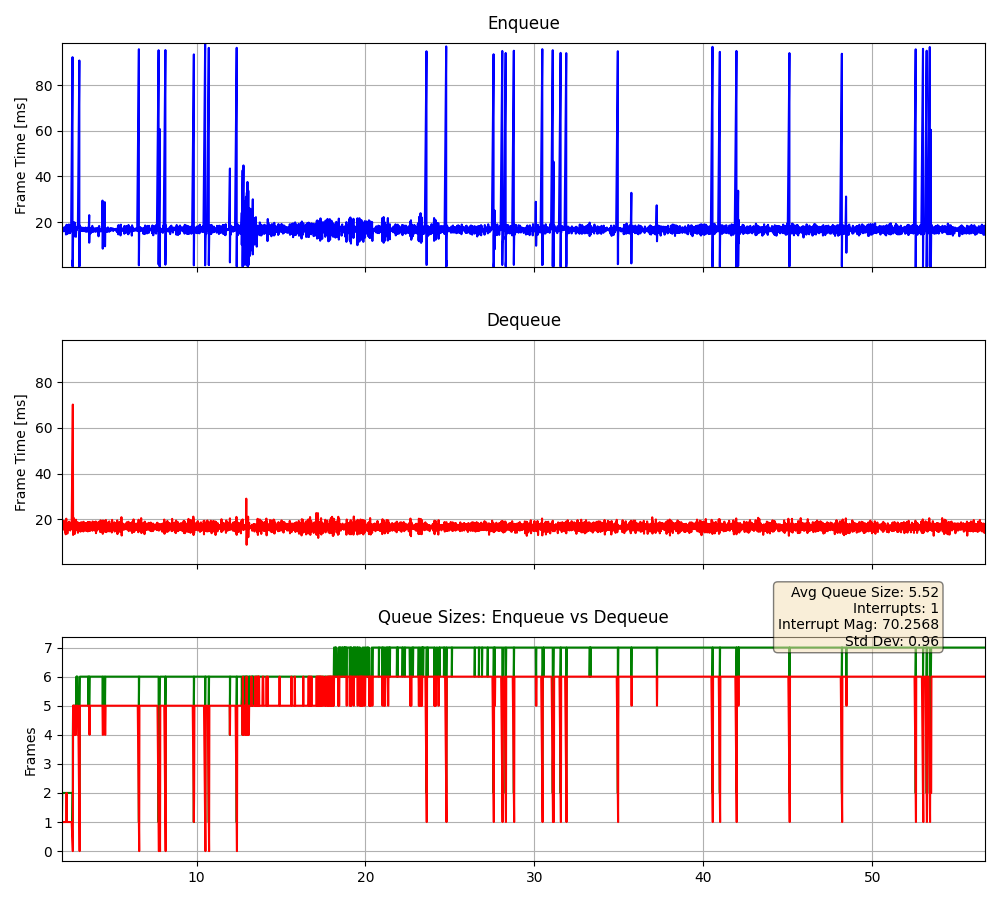 Enqueue
Frame Time [ms]
80
60
40
20
Dequeue
Frame Time [ms]
80
60
40
20
Avg Queue Size: 5.52
Interrupts: 1
Interrupt Mag: 70.2568
Std Dev: 0.96
Queue Sizes: Enqueue vs Dequeue
Frames
7
6
5
4
3
2
1
0
10 20 30 40 50